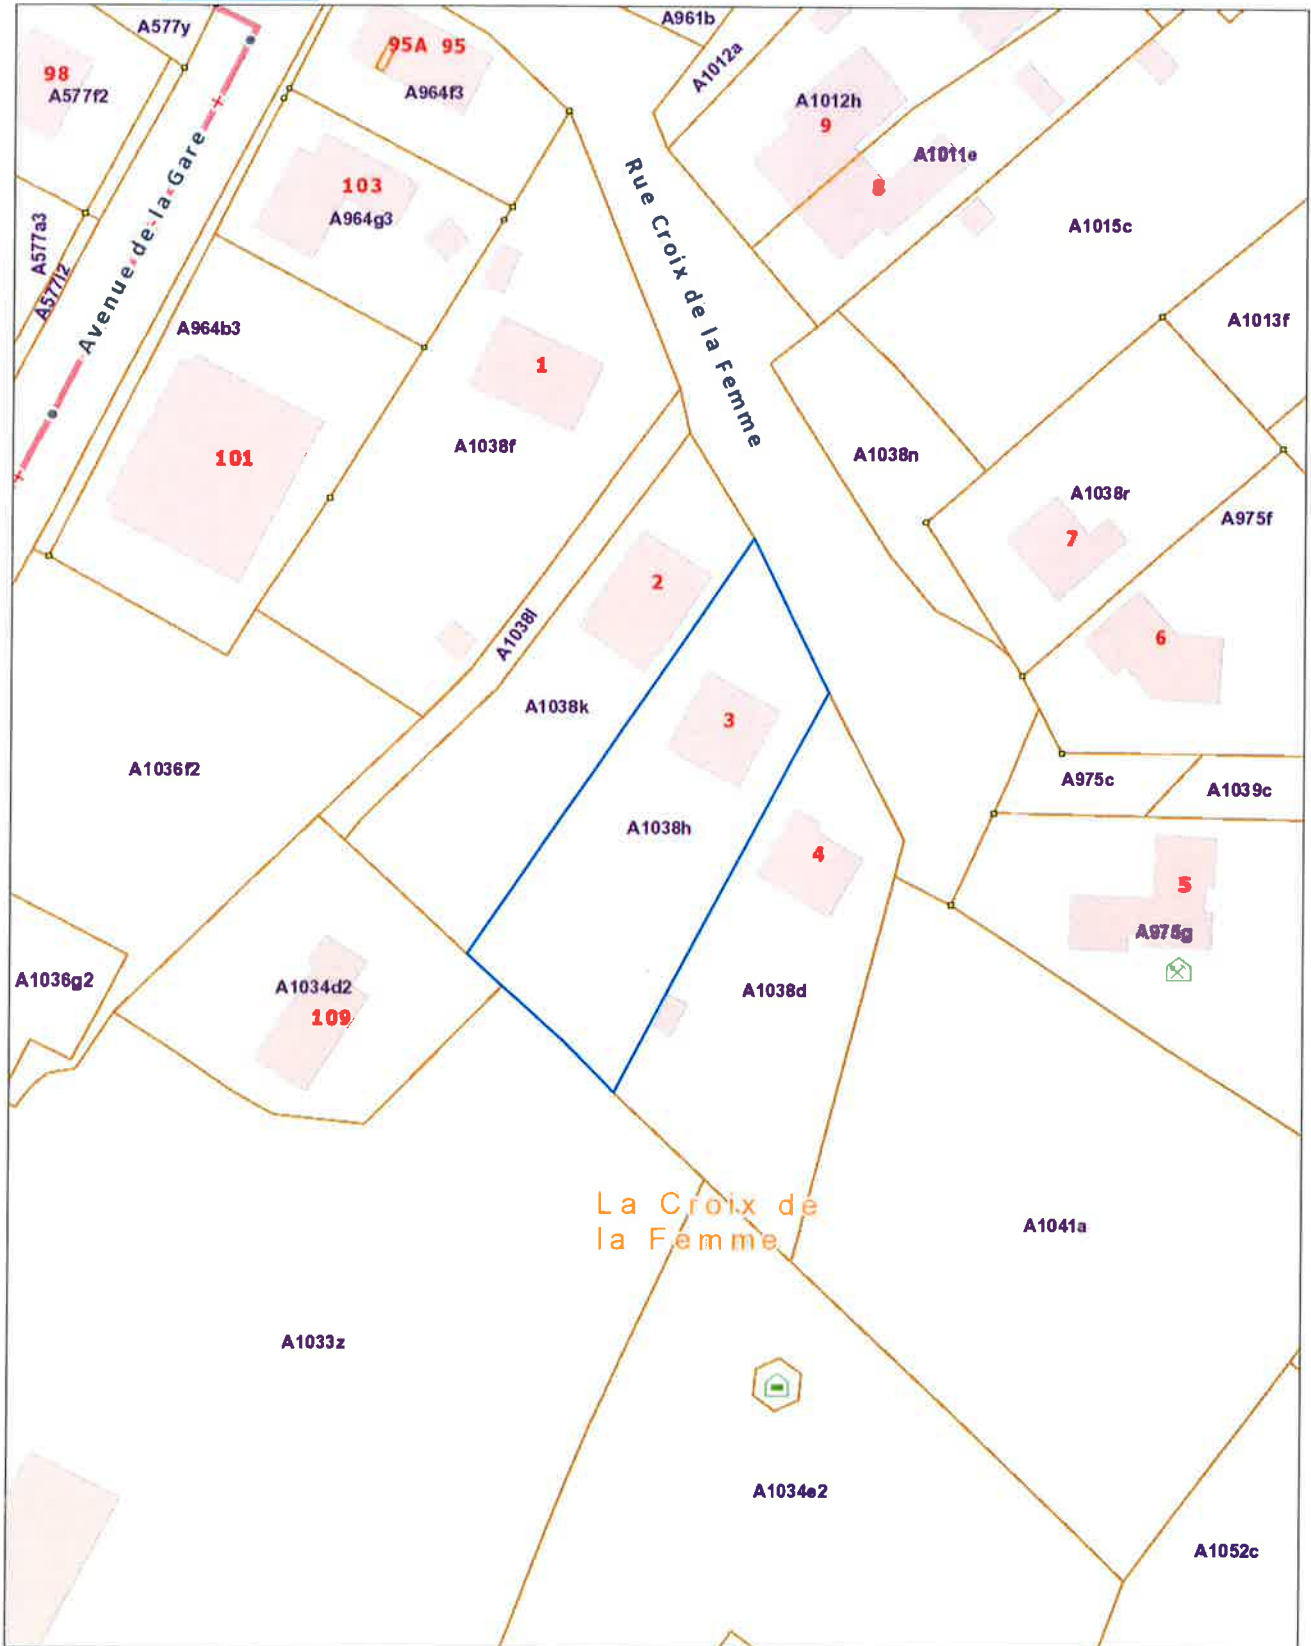 A577y
A961b
95A 95
98
A577f2
A964f3
A1012a
A1012h
9
A1011e
8
103
A964g3
Avenue de la Gare
Rue Croix de la Femme
A577a3
A577l2
A1015c
A964b3
A1013f
1
101
A1038f
A1038n
A1038r
A975f
7
2
A1038l
6
A1038k
3
A1036f2
A975c
A1039c
A1038h
4
5
A975g
A1036g2
A1034d2
109
A1038d
La Croix de
la Femme
A1041a
A1033z
A1034e2
A1052c